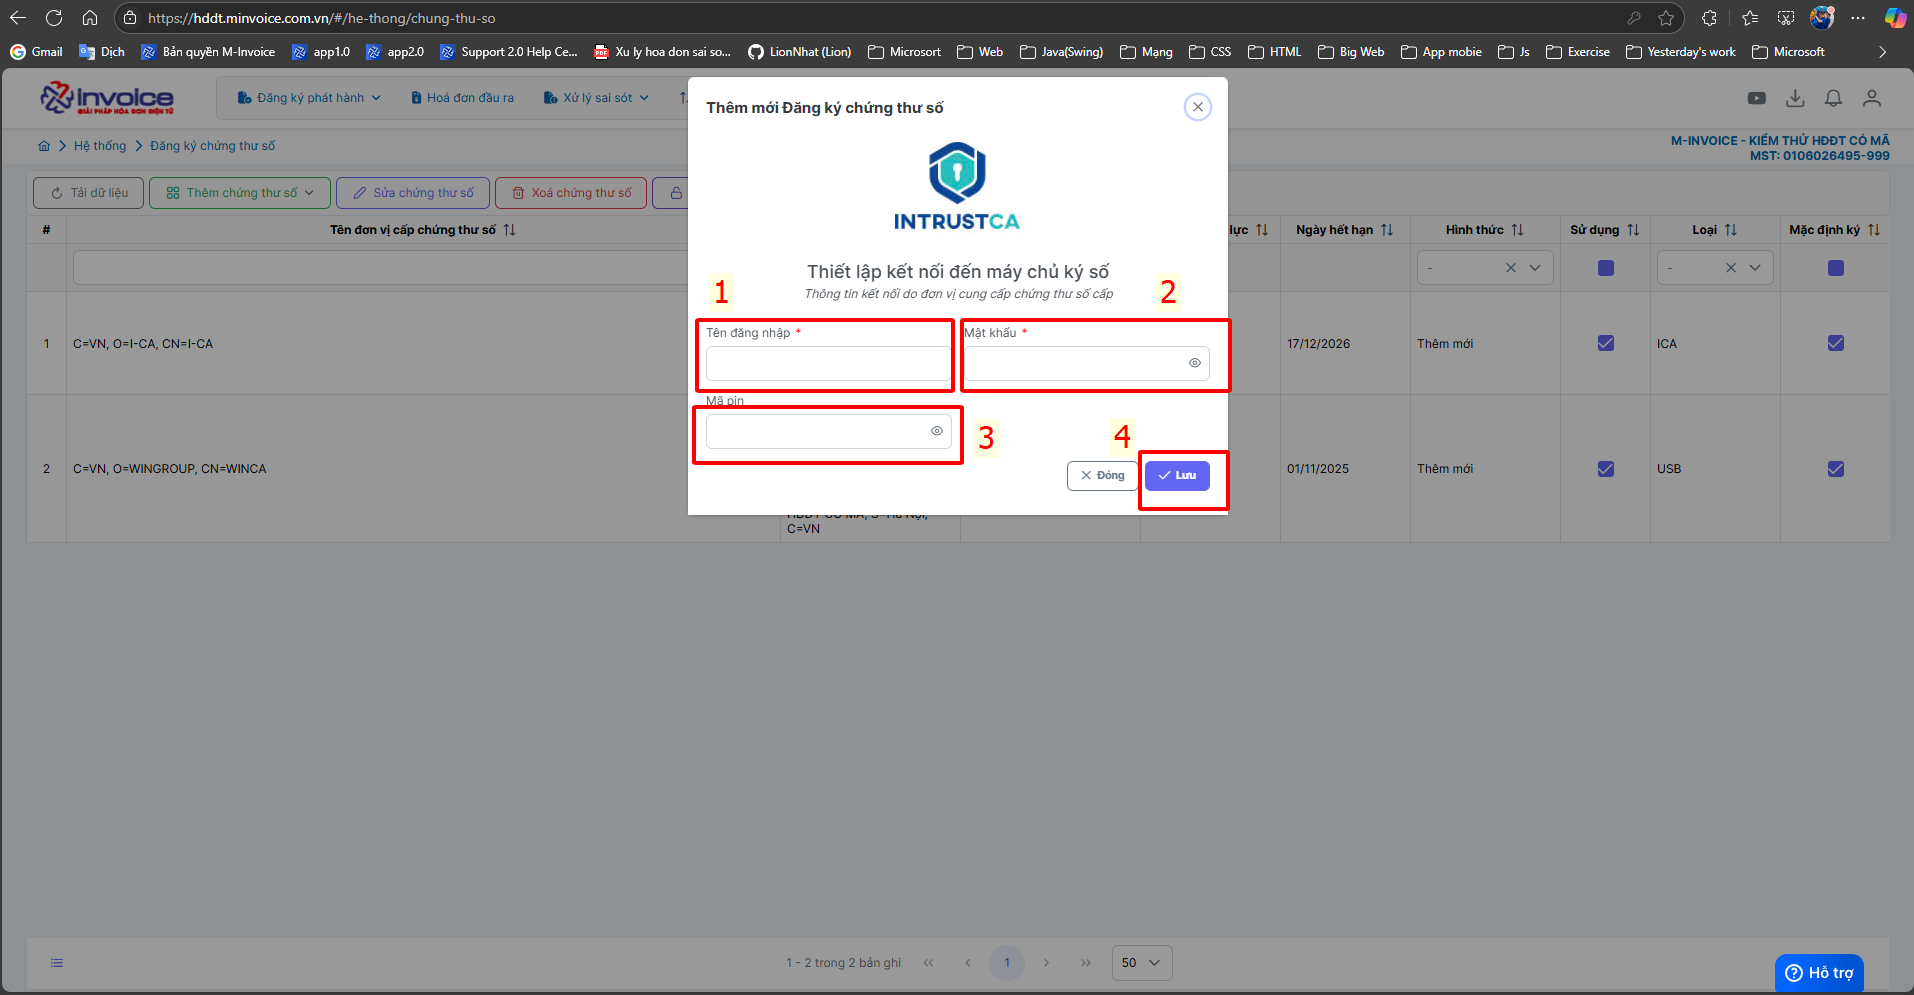 https://hddt.minvoice.com.vn/#/he-thong/chung-thu-so
Gmail Dịch Bản quyền M-Invoice app1.0 app2.0 Support 2.0 Help Ce... Xu ly hoa don sai so... LionNhat (Lion) Microsort Web Java(Swing) Mạng CSS HTML Big Web App mobie Js Exercise Yesterday's work Microsoft
invoice
GIẢI PHÁP HÓA ĐƠN ĐIỆN TỬ
Đăng ký phát hành Hoá đơn đầu ra Xử lý sai sót
Hệ thống Đăng ký chứng thư số
M-INVOICE - KIỂM THỬ HĐĐT CÓ MÃ
MST: 0106026495-999
Tải dữ liệu Thêm chứng thư số Sửa chứng thư số Xoá chứng thư số
# Tên đơn vị cấp chứng thư số lực Ngày hết hạn Hình thức Sử dụng Loại Mặc định ký
- -
1 C=VN, O=I-CA, CN=I-CA 17/12/2026 Thêm mới ICA
2 C=VN, O=WINGROUP, CN=WINCA 01/11/2025 Thêm mới USB
C=VN
Thêm mới Đăng ký chứng thư số
INTRUSTCA
Thiết lập kết nối đến máy chủ ký số
Thông tin kết nối do đơn vị cung cấp chứng thư số cấp
1 2
Tên đăng nhập * Mật khẩu *
Mã pin
3 4
Đóng Lưu
1 - 2 trong 2 bản ghi 1 50
Hỗ trợ